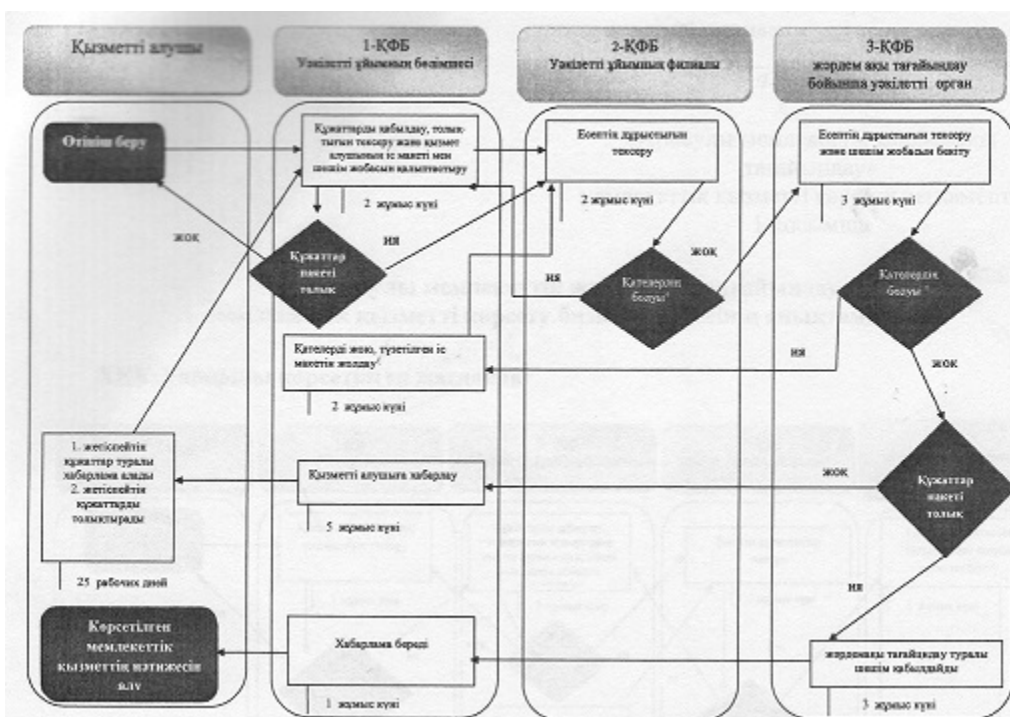 Қызметті алушы
1-ҚФБ
Уәкілетті ұйымның бөлімшесі
2-ҚФБ
Уәкілетті ұйымның филиалы
3-ҚФБ
жәрдем ақы тағайындау
бойынша уәкілетті орган
Өтініш беру
Құжаттарды қабылдау, толық-
тығын тексеру және қызмет
алушының іс макеті мен
шешім жобасын қалыптастыру
2 жұмыс күні
Есептің дұрыстығын
тексеру
2 жұмыс күні
Есептің дұрыстығын тексеру
және шешім жобасын бекіту
3 жұмыс күні
жоқ
ия
Құжаттар
пакеті
толық
ия
Қателердің
болуы
жоқ
Қателердің
болуы
ия
жоқ
Қателерді жою, түзетілген іс
макетін жолдау
2 жұмыс күні
1. жетіспейтін
құжаттар туралы
хабарлама алады
2. жетіспейтін
құжаттарды
толықтырады
25 рабочих дней
Қызметті алушыға хабарлау
5 жұмыс күні
жоқ
Құжаттар
пакеті
толық
ия
Көрсетілген
мемлекеттік
қызметтің нәтижесін
алу
Хабарлама береді
1 жұмыс күні
жәрдемақы тағайындау туралы
шешім қабылдайды
3 жұмыс күні